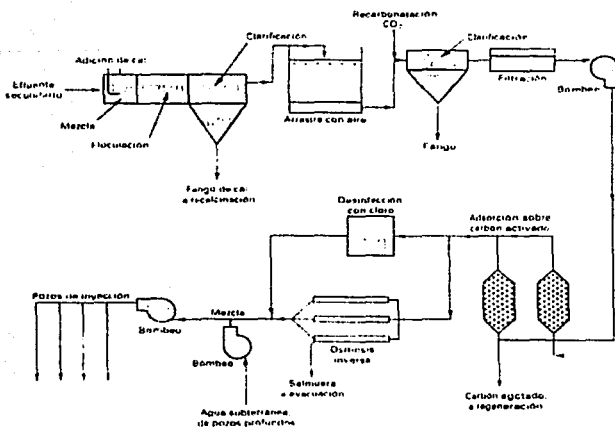 Recarbonatación
CO₂
Clarificación
Clarificación
Adición de cal
Efluente
secundario
Mezcla
Floculación
Filtración
Bombeo
Arrastre con aire
Fango
Fango de cal
a recalcinación
Desinfección
con cloro
Adsorción sobre
carbón activado
Pozos de inyección
Mezcla
Bombeo
Bombeo
Osmosis
inversa
Salmuera
a evacuación
Carbón agotado,
a regeneración
Agua subterránea,
de pozos profundos